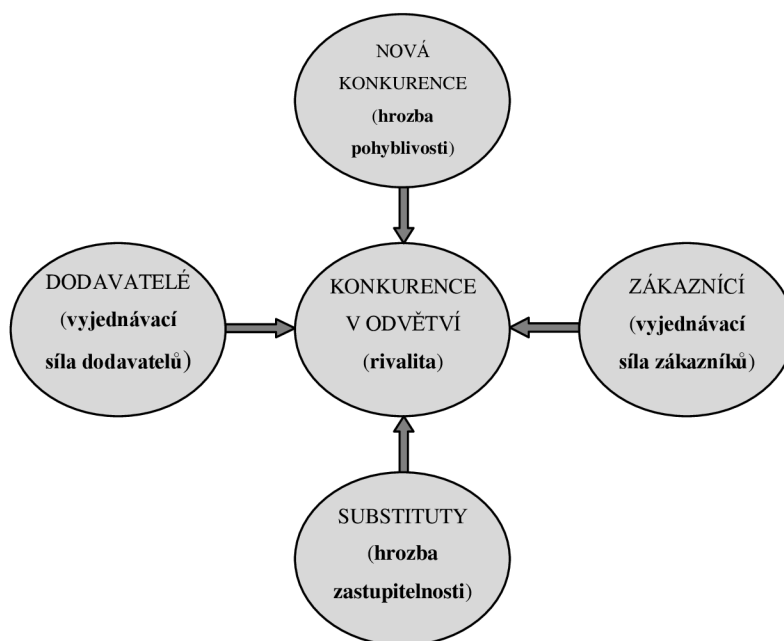 NOVÁ
KONKURENCE
(hrozba
pohyblivosti)
DODAVATELÉ
(vyjednávací
síla dodavatelů)
KONKURENCE
V ODVĚTVÍ
(rivalita)
ZÁKAZNÍCÍ
(vyjednávací
síla zákazníků)
SUBSTITUTY
(hrozba
zastupitelnosti)